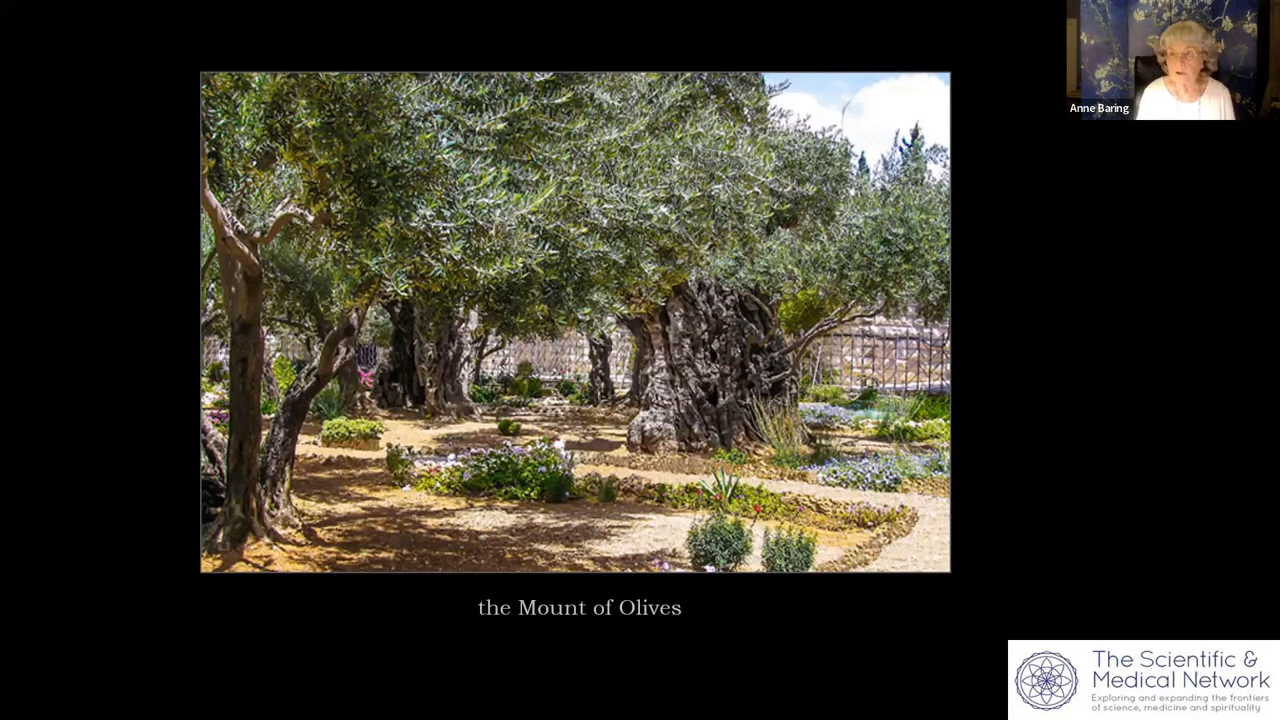 Anne Baring
the Mount of Olives
The Scientific &
Medical Network
Exploring and expanding the frontiers
of science, medicine and spirituality